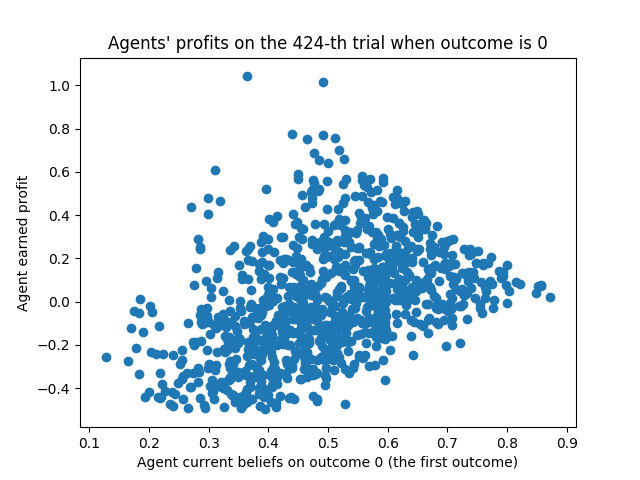 Agents' profits on the 424-th trial when outcome is 0
1.0
0.8
0.6
0.4
0.2
0.0
−0.2
−0.4
Agent earned profit
0.1 0.2 0.3 0.4 0.5 0.6 0.7 0.8 0.9
Agent current beliefs on outcome 0 (the first outcome)